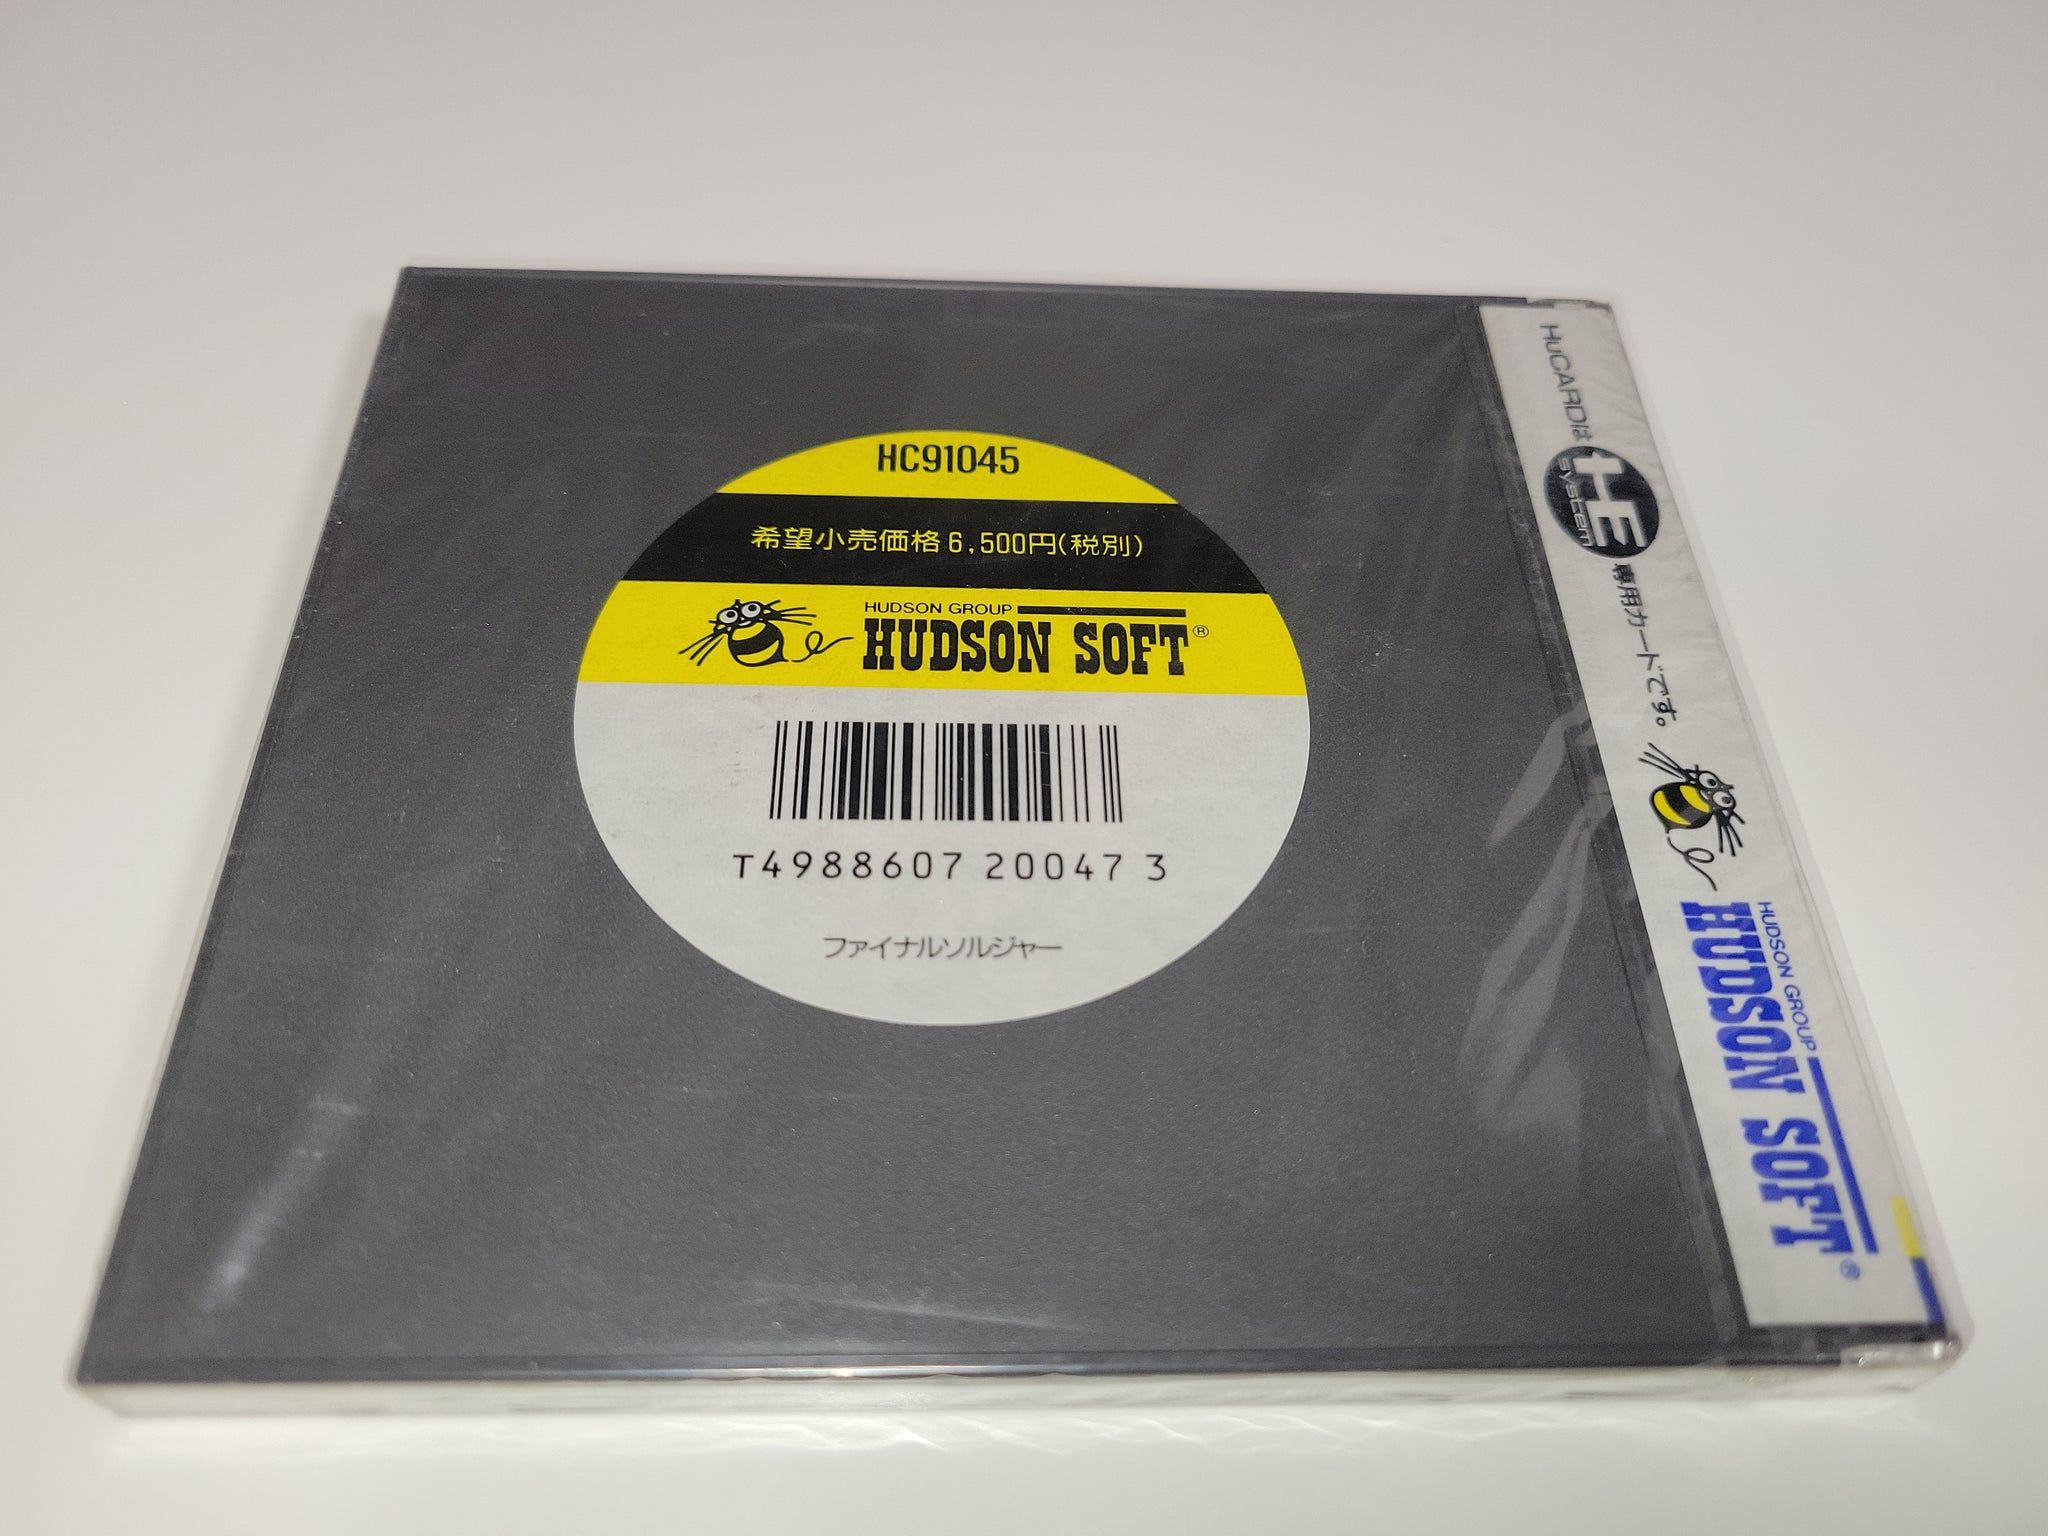 HC91045
希望小売価格6,500円(税別)
HUDSON GROUP
HUDSON SOFT®
T4988607 20047 3
ファイナルソルジャー
HuCARDは HE system 専用カードです。
HUDSON GROUP
HUDSON SOFT®